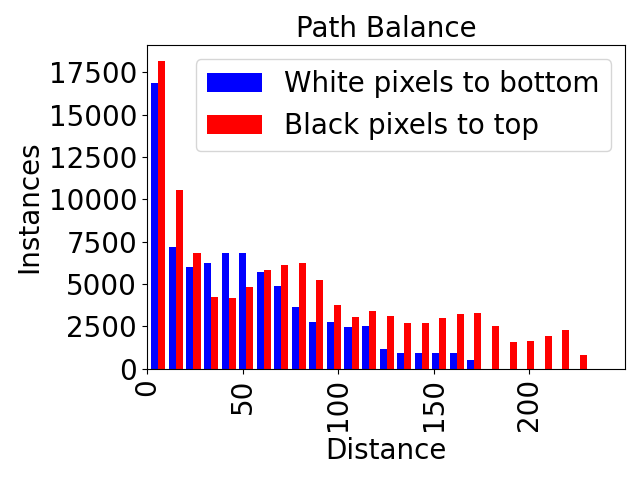 Path Balance
White pixels to bottom
Black pixels to top
Instances
17500
15000
12500
10000
7500
5000
2500
0
0
50
100
150
200
Distance